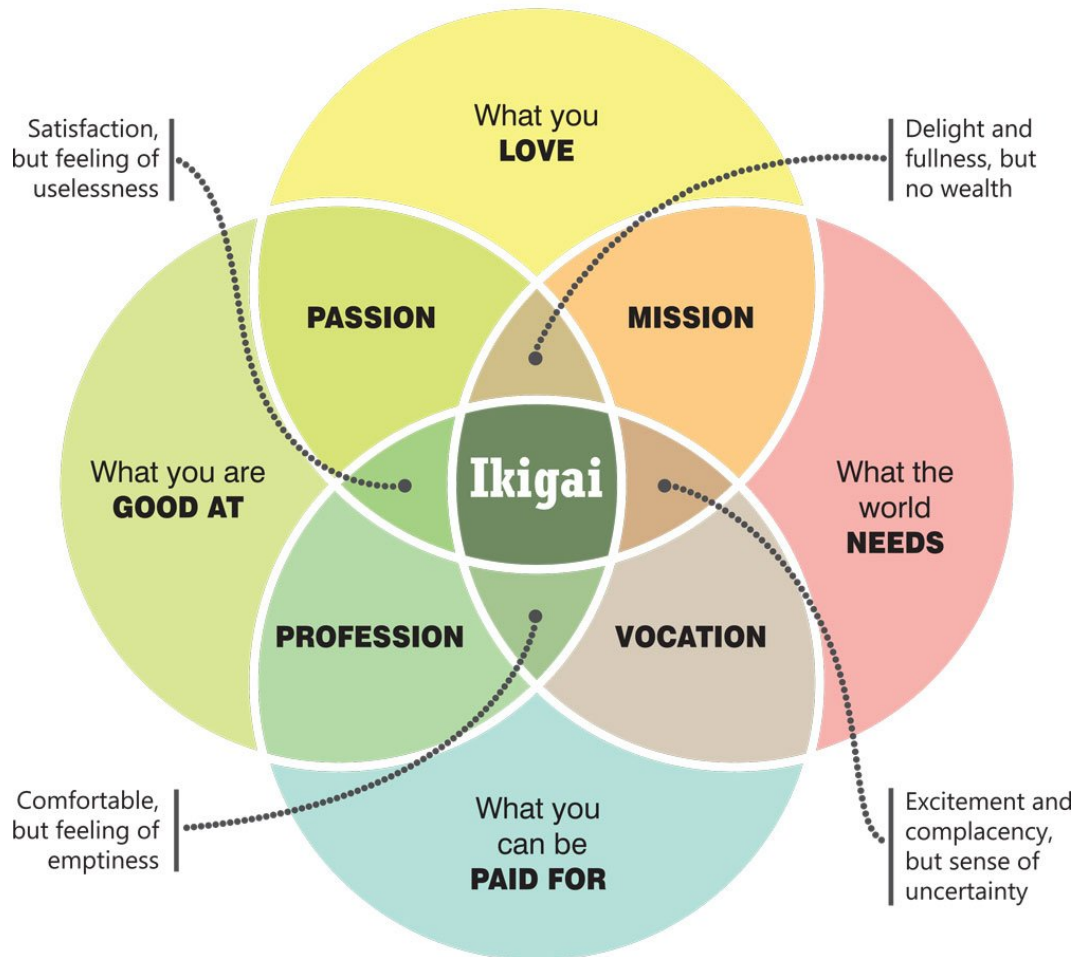 What you
LOVE
Satisfaction,
but feeling of
uselessness
Delight and
fullness, but
no wealth
PASSION
MISSION
What you are
GOOD AT
Ikigai
What the
world
NEEDS
PROFESSION
VOCATION
Comfortable,
but feeling of
emptiness
What you
can be
PAID FOR
Excitement and
complacency,
but sense of
uncertainty